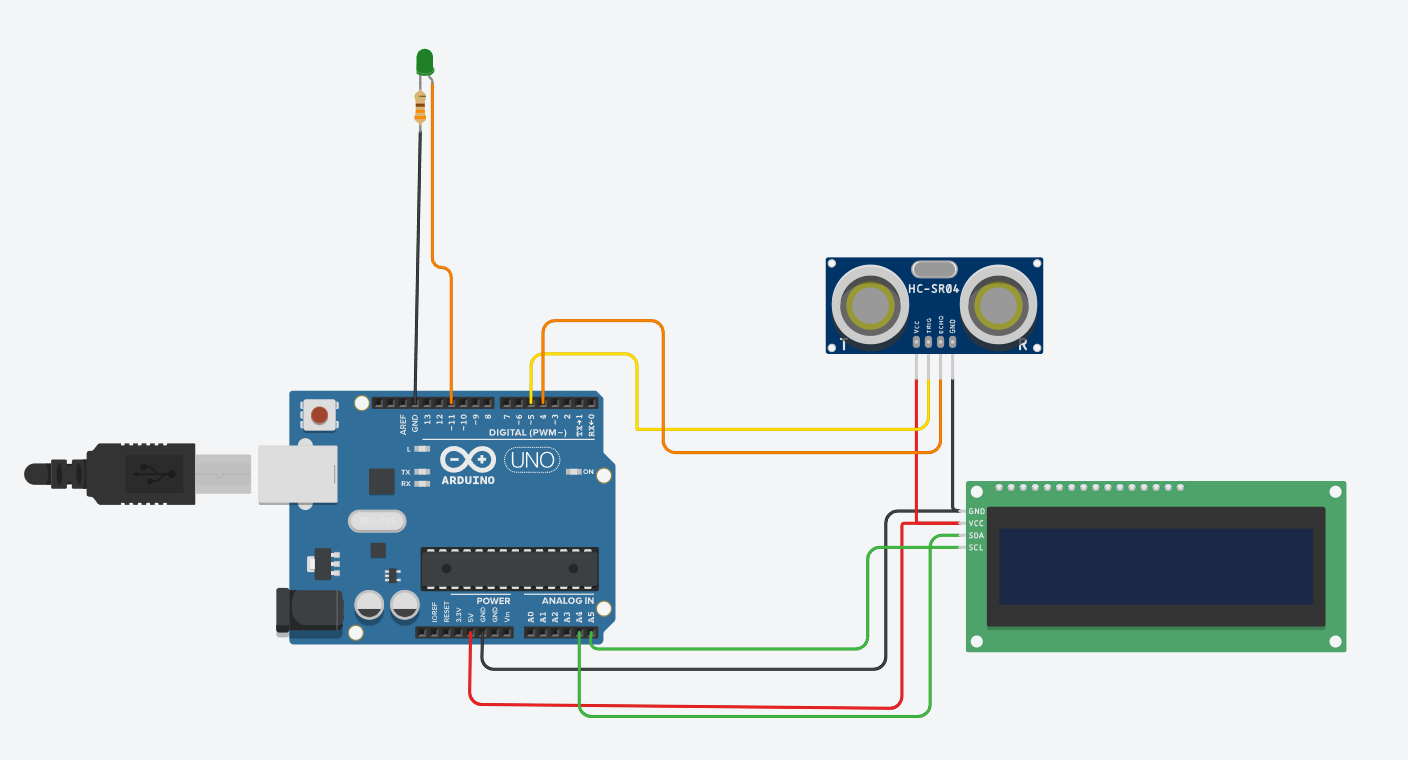 HC-SR04
VCC
TRIG
ECHO
GND
T
R
AREF
GND
13
12
~11
~10
~9
8
7
~6
~5
4
~3
2
TX→1
RX←0
DIGITAL (PWM~)
L
TX
RX
UNO
ARDUINO
ON
GND
VCC
SDA
SCL
POWER
ANALOG IN
IOREF
RESET
3.3V
5V
GND
GND
Vin
A0
A1
A2
A3
A4
A5